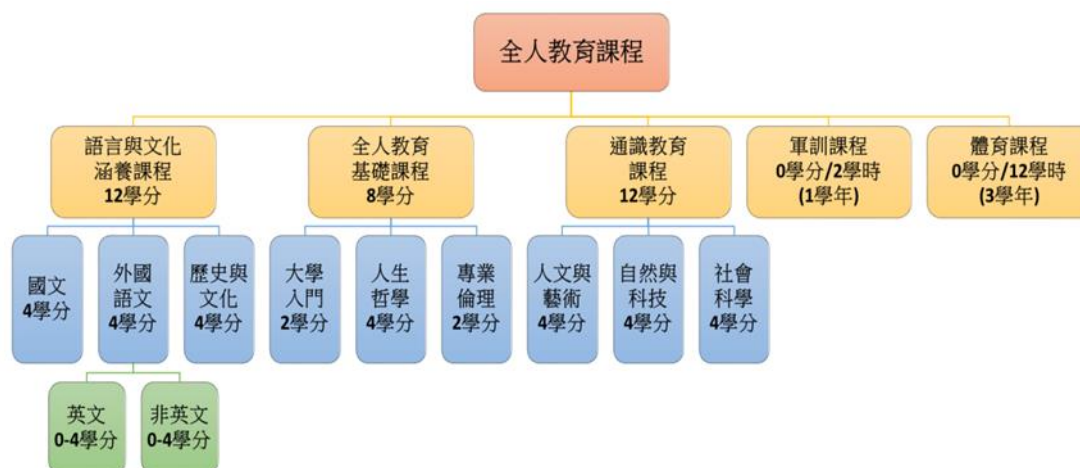 全人教育課程
語言與文化
涵養課程
12學分
全人教育
基礎課程
8學分
通識教育
課程
12學分
軍訓課程
0學分/2學時
(1學年)
體育課程
0學分/12學時
(3學年)
國文
4學分
外國
語文
4學分
歷史與
文化
4學分
大學
入門
2學分
人生
哲學
4學分
專業
倫理
2學分
人文與
藝術
4學分
自然與
科技
4學分
社會
科學
4學分
英文
0-4學分
非英文
0-4學分